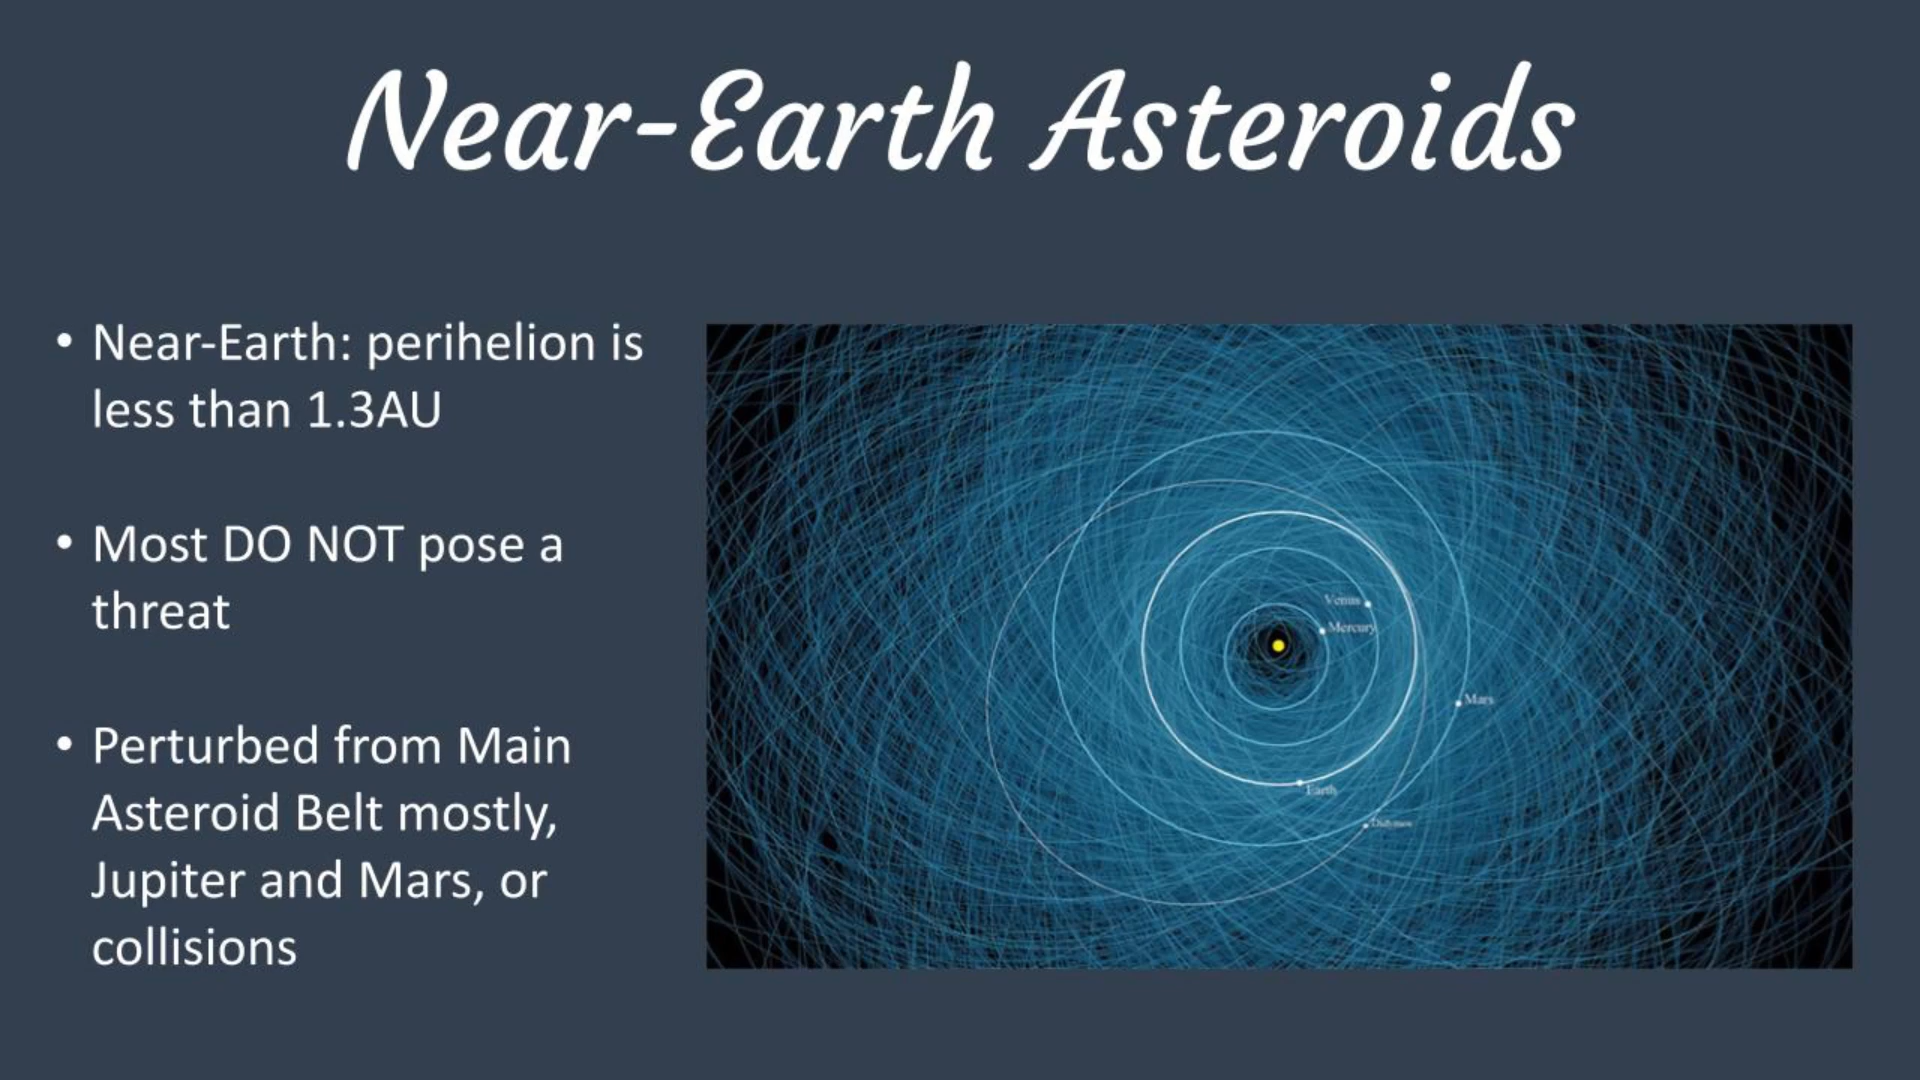 Near-Earth Asteroids
• Near-Earth: perihelion is
less than 1.3AU
• Most DO NOT pose a
threat
• Perturbed from Main
Asteroid Belt mostly,
Jupiter and Mars, or
collisions
Venus
Mercury
Mars
Earth
Didymos